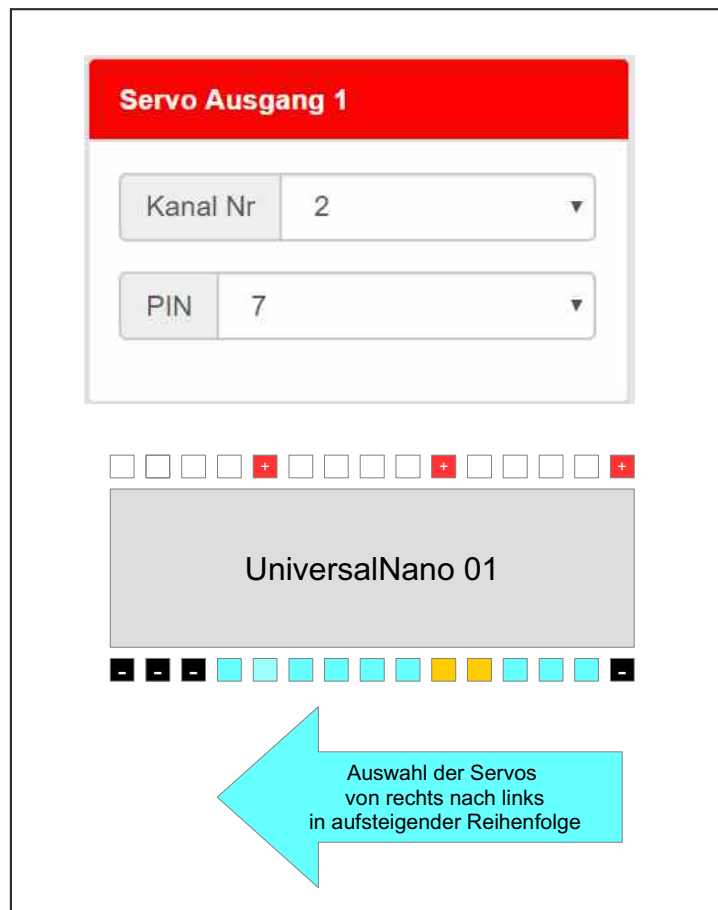 Servo Ausgang 1
Kanal Nr 2
PIN 7
+ + +
UniversalNano 01
- - - -
Auswahl der Servos
von rechts nach links
in aufsteigender Reihenfolge